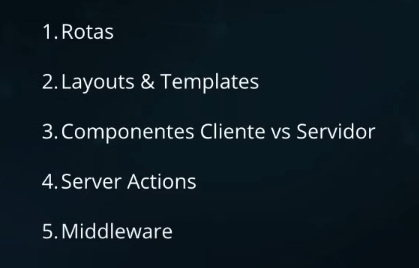 1. Rotas
2. Layouts & Templates
3. Componentes Cliente vs Servidor
4. Server Actions
5. Middleware